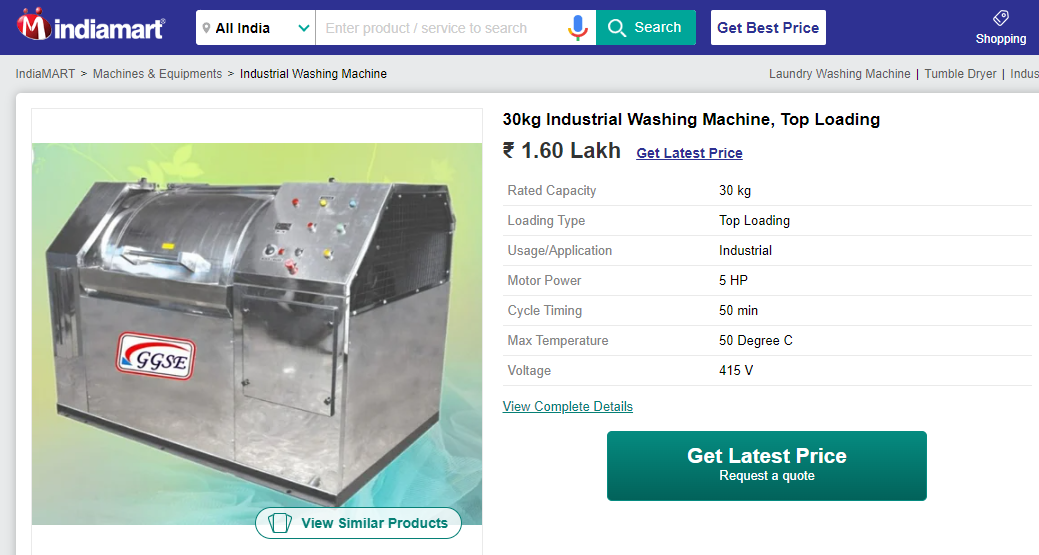 indiamart
All India
Enter product / service to search
Search
Get Best Price
Shopping
IndiaMART > Machines & Equipments > Industrial Washing Machine
Laundry Washing Machine | Tumble Dryer | Indus
30kg Industrial Washing Machine, Top Loading
₹ 1.60 Lakh Get Latest Price
Rated Capacity 30 kg
Loading Type Top Loading
Usage/Application Industrial
Motor Power 5 HP
Cycle Timing 50 min
Max Temperature 50 Degree C
Voltage 415 V
View Complete Details
Get Latest Price
Request a quote
GGSE
View Similar Products